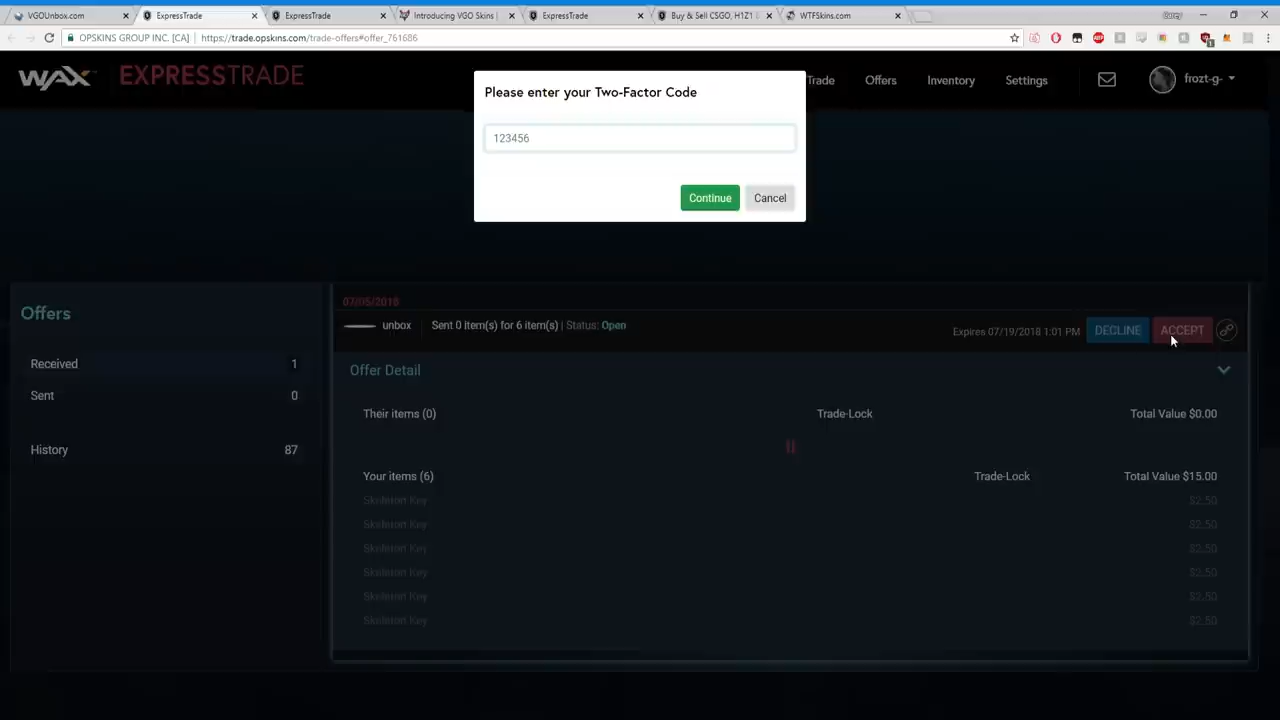 VGOUnbox.com
ExpressTrade
ExpressTrade
Introducing VGO Skins |
ExpressTrade
Buy & Sell CSGO, H1Z1
WTFSkins.com
OPSKINS GROUP INC. [CA] | https://trade.opskins.com/trade-offers#offer_761686
WAX EXPRESSTRADE
Trade Offers Inventory Settings frozt-g-
Please enter your Two-Factor Code
123456
Continue Cancel
Offers
Received 1
Sent 0
History 87
07/05/2018
unbox Sent 0 item(s) for 6 item(s) | Status: Open Expires 07/19/2018 1:01 PM DECLINE ACCEPT
Offer Detail
Their items (0) Trade-Lock Total Value $0.00
Your items (6) Trade-Lock Total Value $15.00
Skeleton Key $2.50
Skeleton Key $2.50
Skeleton Key $2.50
Skeleton Key $2.50
Skeleton Key $2.50
Skeleton Key $2.50